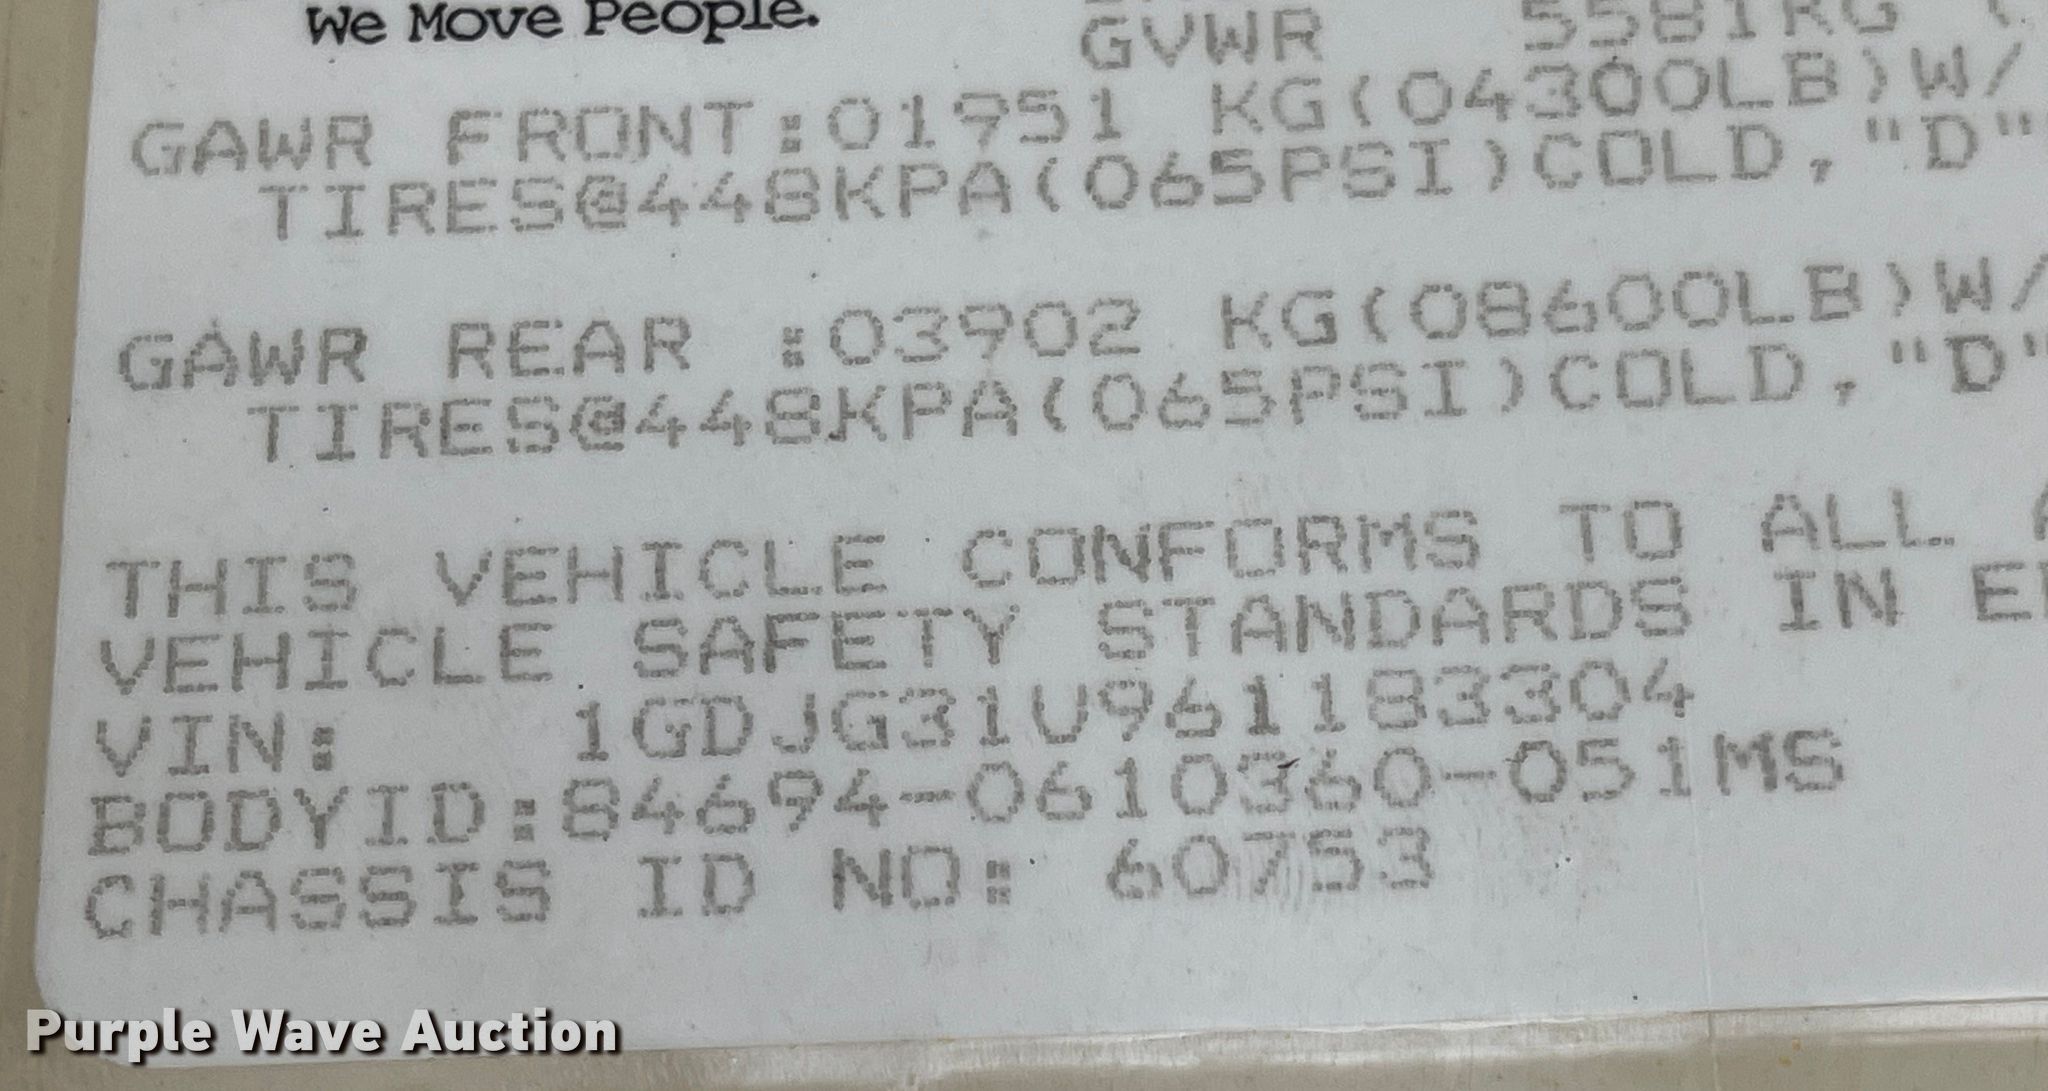 We Move People.
GVWR 5581KG (
GAWR FRONT:01951 KG(04300LB)W/
TIRES@448KPA(065PSI)COLD,"D"
GAWR REAR :03902 KG(08600LB)W/
TIRES@448KPA(065PSI)COLD,"D"
THIS VEHICLE CONFORMS TO ALL
VEHICLE SAFETY STANDARDS IN
VIN: 1GDJG31U961183304
BODYID:84694-0610360-051MS
CHASSIS ID NO: 60753
Purple Wave Auction